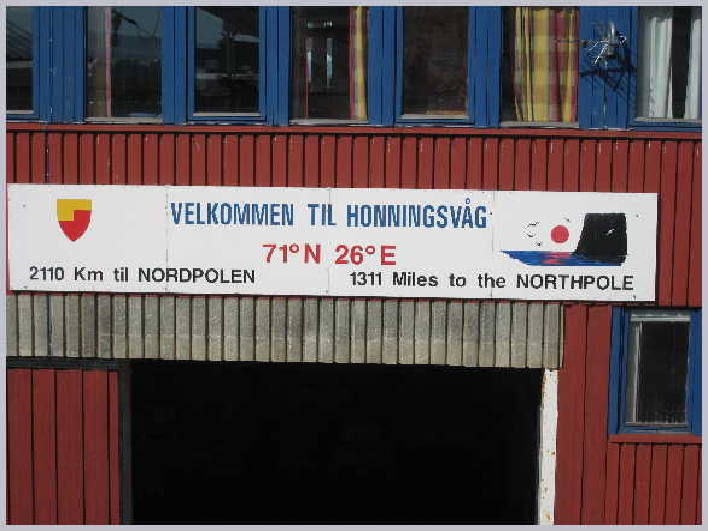 VELKOMMEN TIL HONNINGSVÅG
71°N 26°E
2110 Km til NORDPOLEN
1311 Miles to the NORTHPOLE